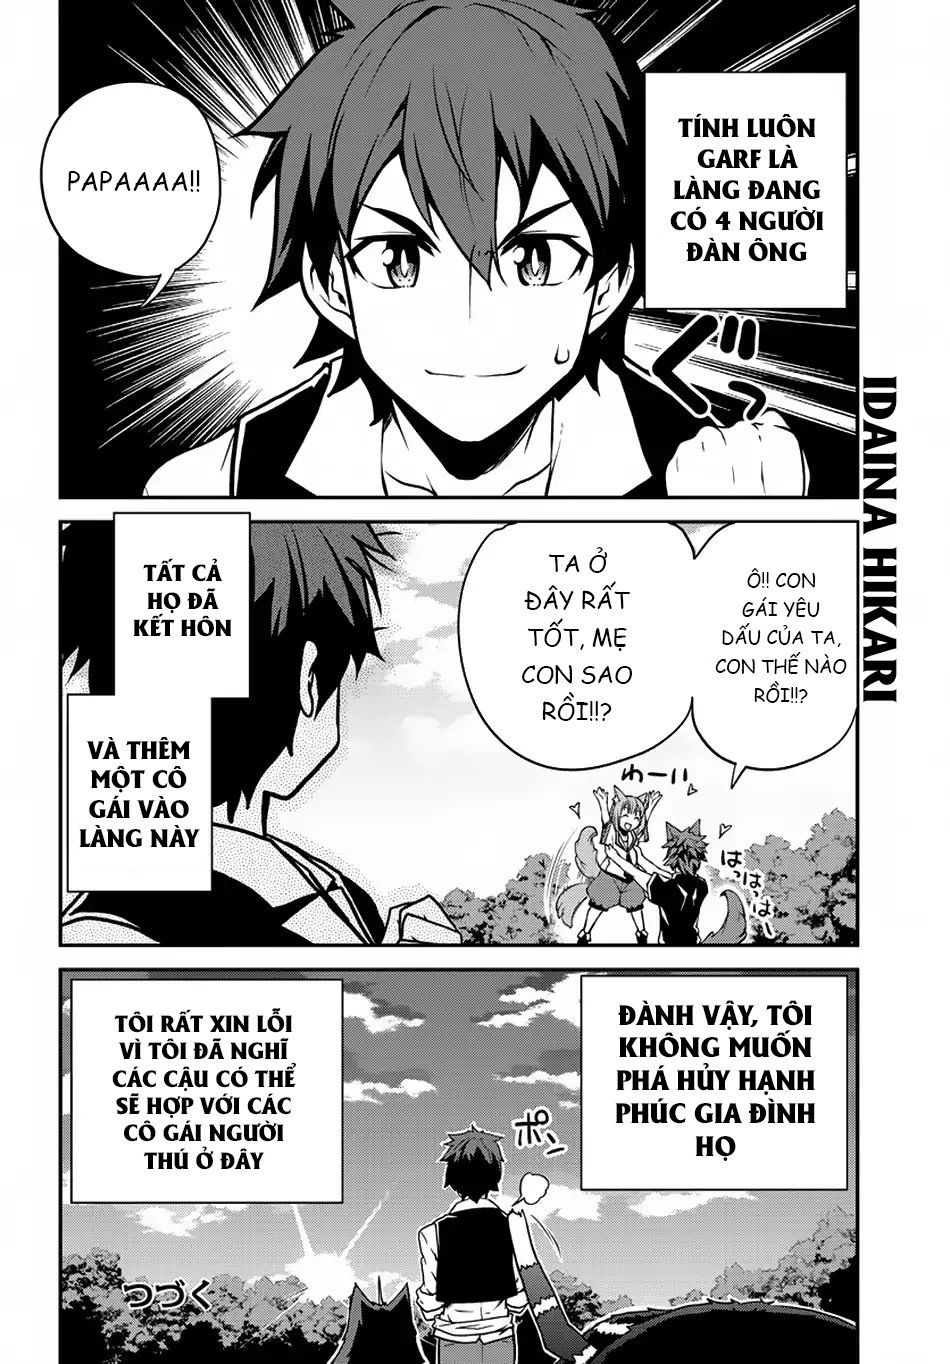 TÍNH LUÔN
GARF LÀ
LÀNG ĐANG
CÓ 4 NGƯỜI
ĐÀN ÔNG
PAPAAAA!!
ぐっ
IDAINA HIKARI
Ô!! CON
GÁI YÊU
DẤU CỦA TA,
CON THẾ NÀO
RỒI!!?
TA Ở
ĐÂY RẤT
TỐT, MẸ
CON SAO
RỒI!!?
わーい
はっはっはー
TẤT CẢ
HỌ ĐÃ
KẾT HÔN
VÀ THÊM
MỘT CÔ
GÁI VÀO
LÀNG NÀY
ĐÀNH VẬY, TÔI
KHÔNG MUỐN
PHÁ HỦY HẠNH
PHÚC GIA ĐÌNH
HỌ
TÔI RẤT XIN LỖI
VÌ TÔI ĐÃ NGHĨ
CÁC CẬU CÓ THỂ
SẼ HỢP VỚI CÁC
CÔ GÁI NGƯỜI
THÚ Ở ĐÂY
ポン
つづく